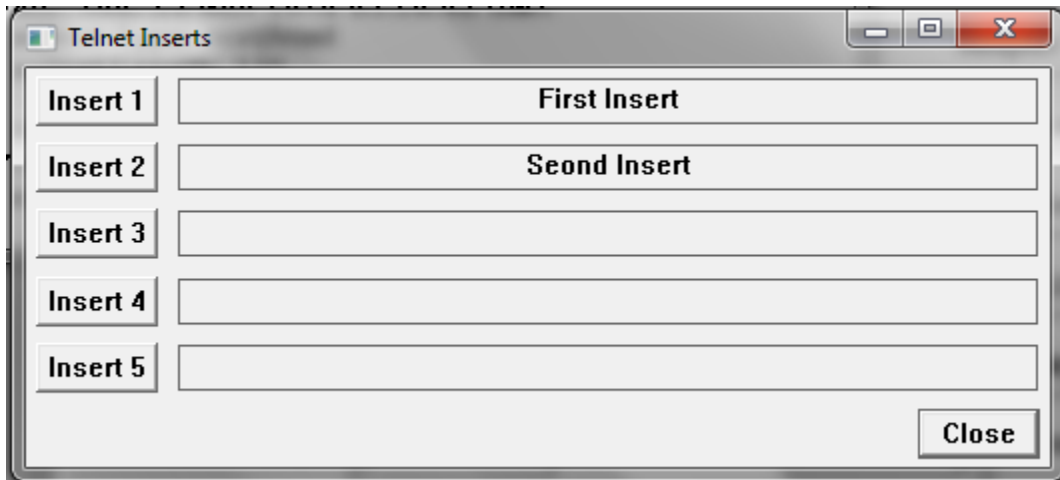 Telnet Inserts
Insert 1 First Insert
Insert 2 Seond Insert
Insert 3
Insert 4
Insert 5
Close